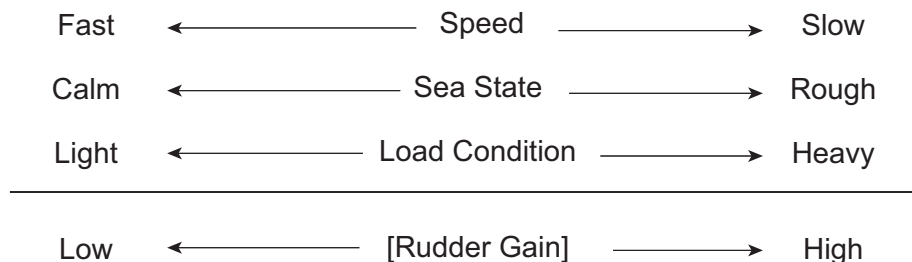 Fast Speed Slow
Calm Sea State Rough
Light Load Condition Heavy
Low [Rudder Gain] High